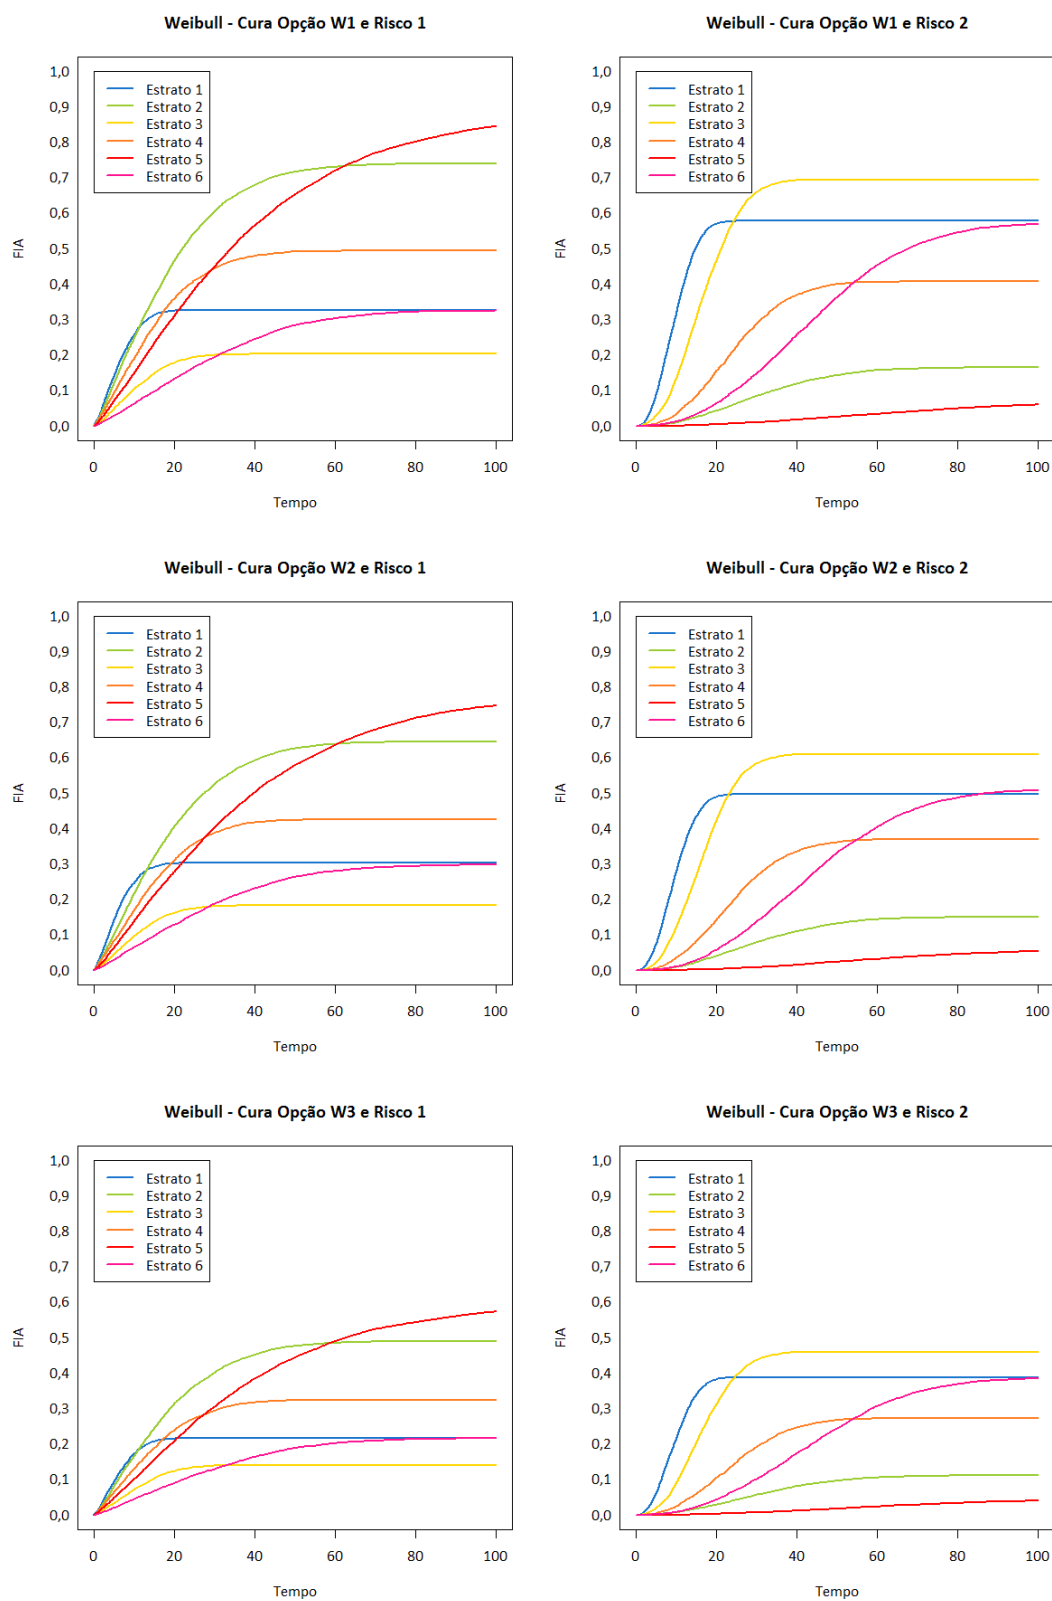 Weibull - Cura Opção W1 e Risco 1
FIA
1,0
0,9
0,8
0,7
0,6
0,5
0,4
0,3
0,2
0,1
0,0
Estrato 1
Estrato 2
Estrato 3
Estrato 4
Estrato 5
Estrato 6
0 20 40 60 80 100
Tempo
Weibull - Cura Opção W1 e Risco 2
FIA
1,0
0,9
0,8
0,7
0,6
0,5
0,4
0,3
0,2
0,1
0,0
Estrato 1
Estrato 2
Estrato 3
Estrato 4
Estrato 5
Estrato 6
0 20 40 60 80 100
Tempo
Weibull - Cura Opção W2 e Risco 1
FIA
1,0
0,9
0,8
0,7
0,6
0,5
0,4
0,3
0,2
0,1
0,0
Estrato 1
Estrato 2
Estrato 3
Estrato 4
Estrato 5
Estrato 6
0 20 40 60 80 100
Tempo
Weibull - Cura Opção W2 e Risco 2
FIA
1,0
0,9
0,8
0,7
0,6
0,5
0,4
0,3
0,2
0,1
0,0
Estrato 1
Estrato 2
Estrato 3
Estrato 4
Estrato 5
Estrato 6
0 20 40 60 80 100
Tempo
Weibull - Cura Opção W3 e Risco 1
FIA
1,0
0,9
0,8
0,7
0,6
0,5
0,4
0,3
0,2
0,1
0,0
Estrato 1
Estrato 2
Estrato 3
Estrato 4
Estrato 5
Estrato 6
0 20 40 60 80 100
Tempo
Weibull - Cura Opção W3 e Risco 2
FIA
1,0
0,9
0,8
0,7
0,6
0,5
0,4
0,3
0,2
0,1
0,0
Estrato 1
Estrato 2
Estrato 3
Estrato 4
Estrato 5
Estrato 6
0 20 40 60 80 100
Tempo